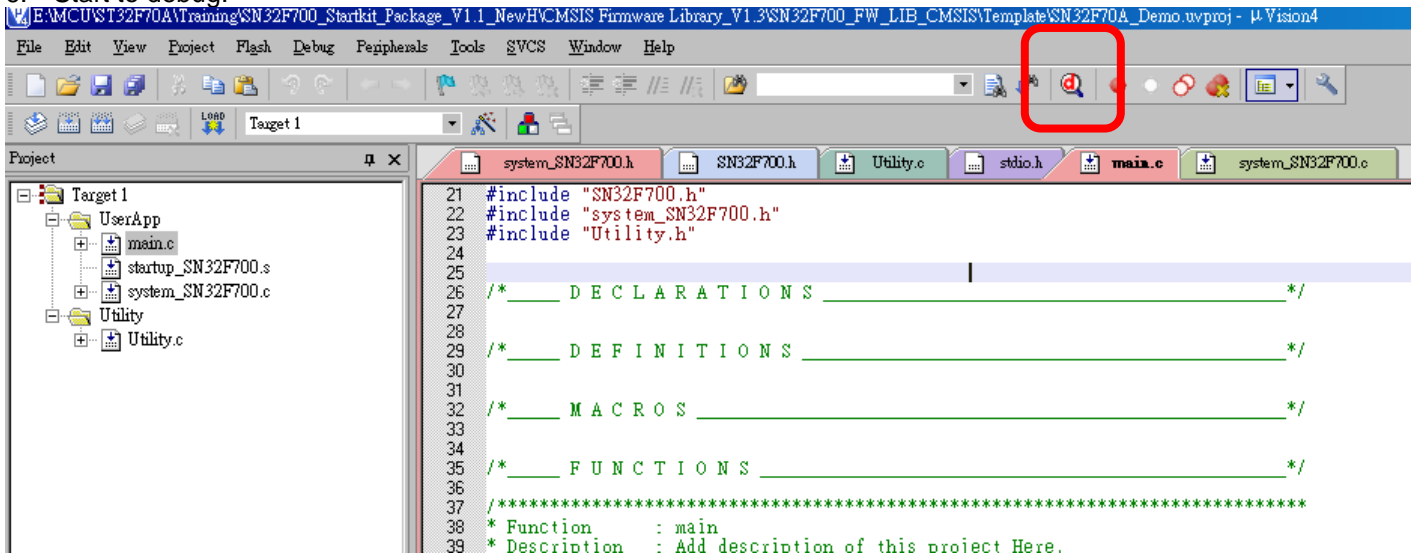 Start to debug.
E:\MCU\ST32F70A\Training\SN32F700_Startkit_Package_V1.1_NewH\CMSIS Firmware Library_V1.3\SN32F700_FW_LIB_CMSIS\Template\SN32F70A_Demo.uvproj - µVision4
File Edit View Project Flash Debug Peripherals Tools SVCS Window Help
LOAD Target 1
Project
system_SN32F700.h SN32F700.h Utility.c stdio.h main.c system_SN32F700.c
Target 1
UserApp
main.c
startup_SN32F700.s
system_SN32F700.c
Utility
Utility.c
21 #include "SN32F700.h"
22 #include "system_SN32F700.h"
23 #include "Utility.h"
24
25
26 /*_____ D E C L A R A T I O N S ____________________________________________*/
27
28
29 /*_____ D E F I N I T I O N S ______________________________________________*/
30
31
32 /*_____ M A C R O S ________________________________________________________*/
33
34
35 /*_____ F U N C T I O N S __________________________________________________*/
36
37 /*****************************************************************************
38 * Function : main
39 * Description : Add description of this project Here.